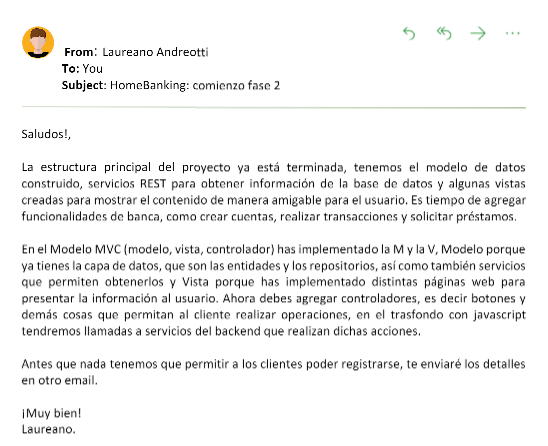 From: Laureano Andreotti
To: You
Subject: HomeBanking: comienzo fase 2
Saludos!,
La estructura principal del proyecto ya está terminada, tenemos el modelo de datos
construido, servicios REST para obtener información de la base de datos y algunas vistas
creadas para mostrar el contenido de manera amigable para el usuario. Es tiempo de agregar
funcionalidades de banca, como crear cuentas, realizar transacciones y solicitar préstamos.
En el Modelo MVC (modelo, vista, controlador) has implementado la M y la V, Modelo porque
ya tienes la capa de datos, que son las entidades y los repositorios, así como también servicios
que permiten obtenerlos y Vista porque has implementado distintas páginas web para
presentar la información al usuario. Ahora debes agregar controladores, es decir botones y
demás cosas que permitan al cliente realizar operaciones, en el trasfondo con javascript
tendremos llamadas a servicios del backend que realizan dichas acciones.
Antes que nada tenemos que permitir a los clientes poder registrarse, te enviaré los detalles
en otro email.
¡Muy bien!
Laureano.